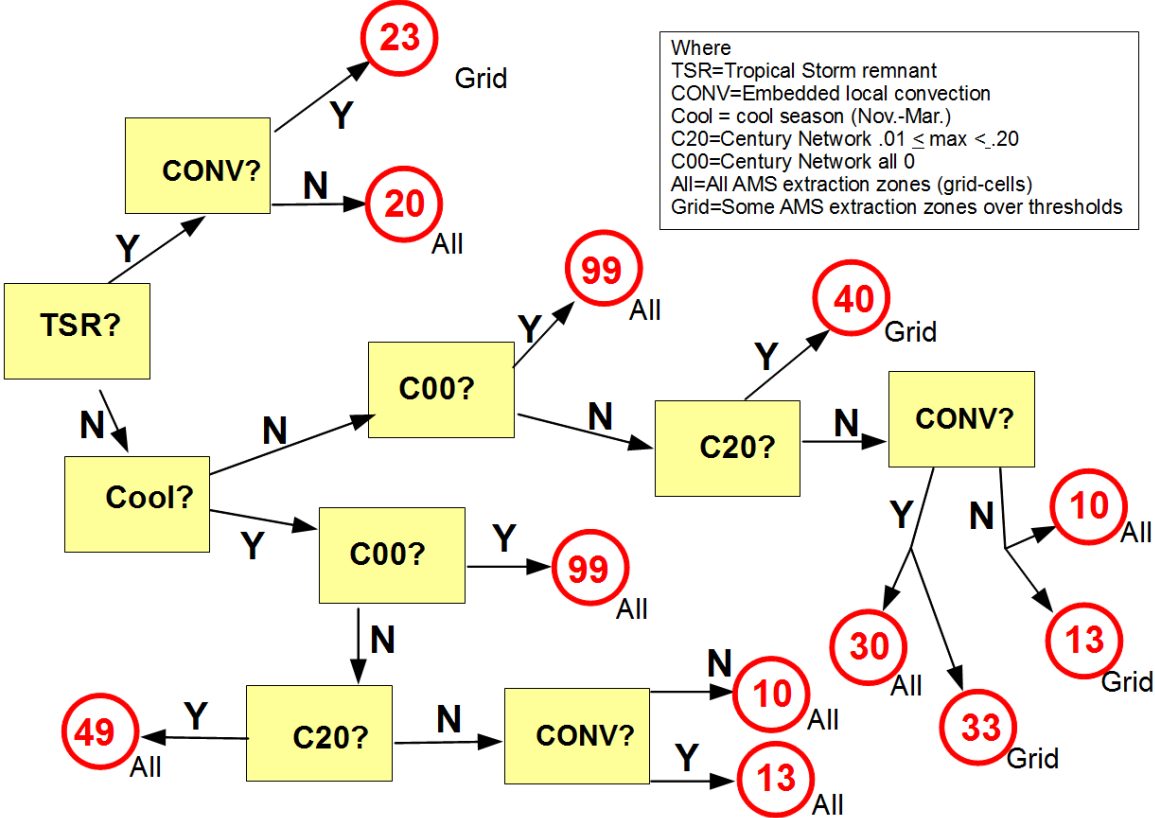 23
Grid
Y
CONV?
N
20
All
Where
TSR=Tropical Storm remnant
CONV=Embedded local convection
Cool = cool season (Nov.-Mar.)
C20=Century Network .01 ≤ max < .20
C00=Century Network all 0
All=All AMS extraction zones (grid-cells)
Grid=Some AMS extraction zones over thresholds
Y
TSR?
N
99
All
Y
C00?
N
N
40
Grid
Y
C20?
N
CONV?
Cool?
Y
C00?
Y
99
All
N
Y
N
10
All
13
Grid
30
All
33
Grid
49
All
Y
C20?
N
CONV?
N
10
All
Y
13
All